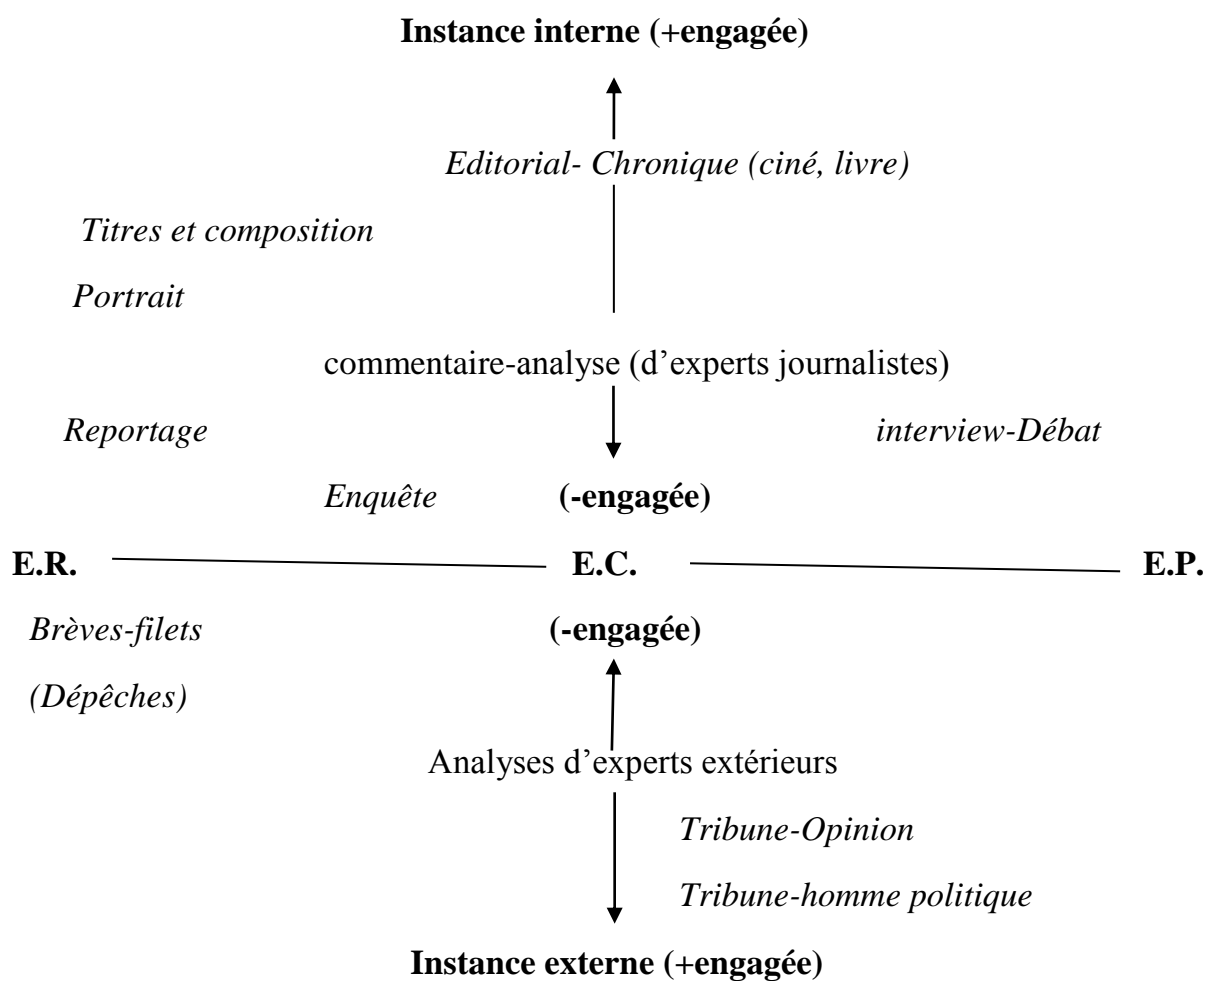 Instance interne (+engagée)
Editorial- Chronique (ciné, livre)
Titres et composition
Portrait
commentaire-analyse (d’experts journalistes)
Reportage interview-Débat
Enquête (-engagée)
E.R. E.C. E.P.
Brèves-filets (-engagée)
(Dépêches)
Analyses d’experts extérieurs
Tribune-Opinion
Tribune-homme politique
Instance externe (+engagée)